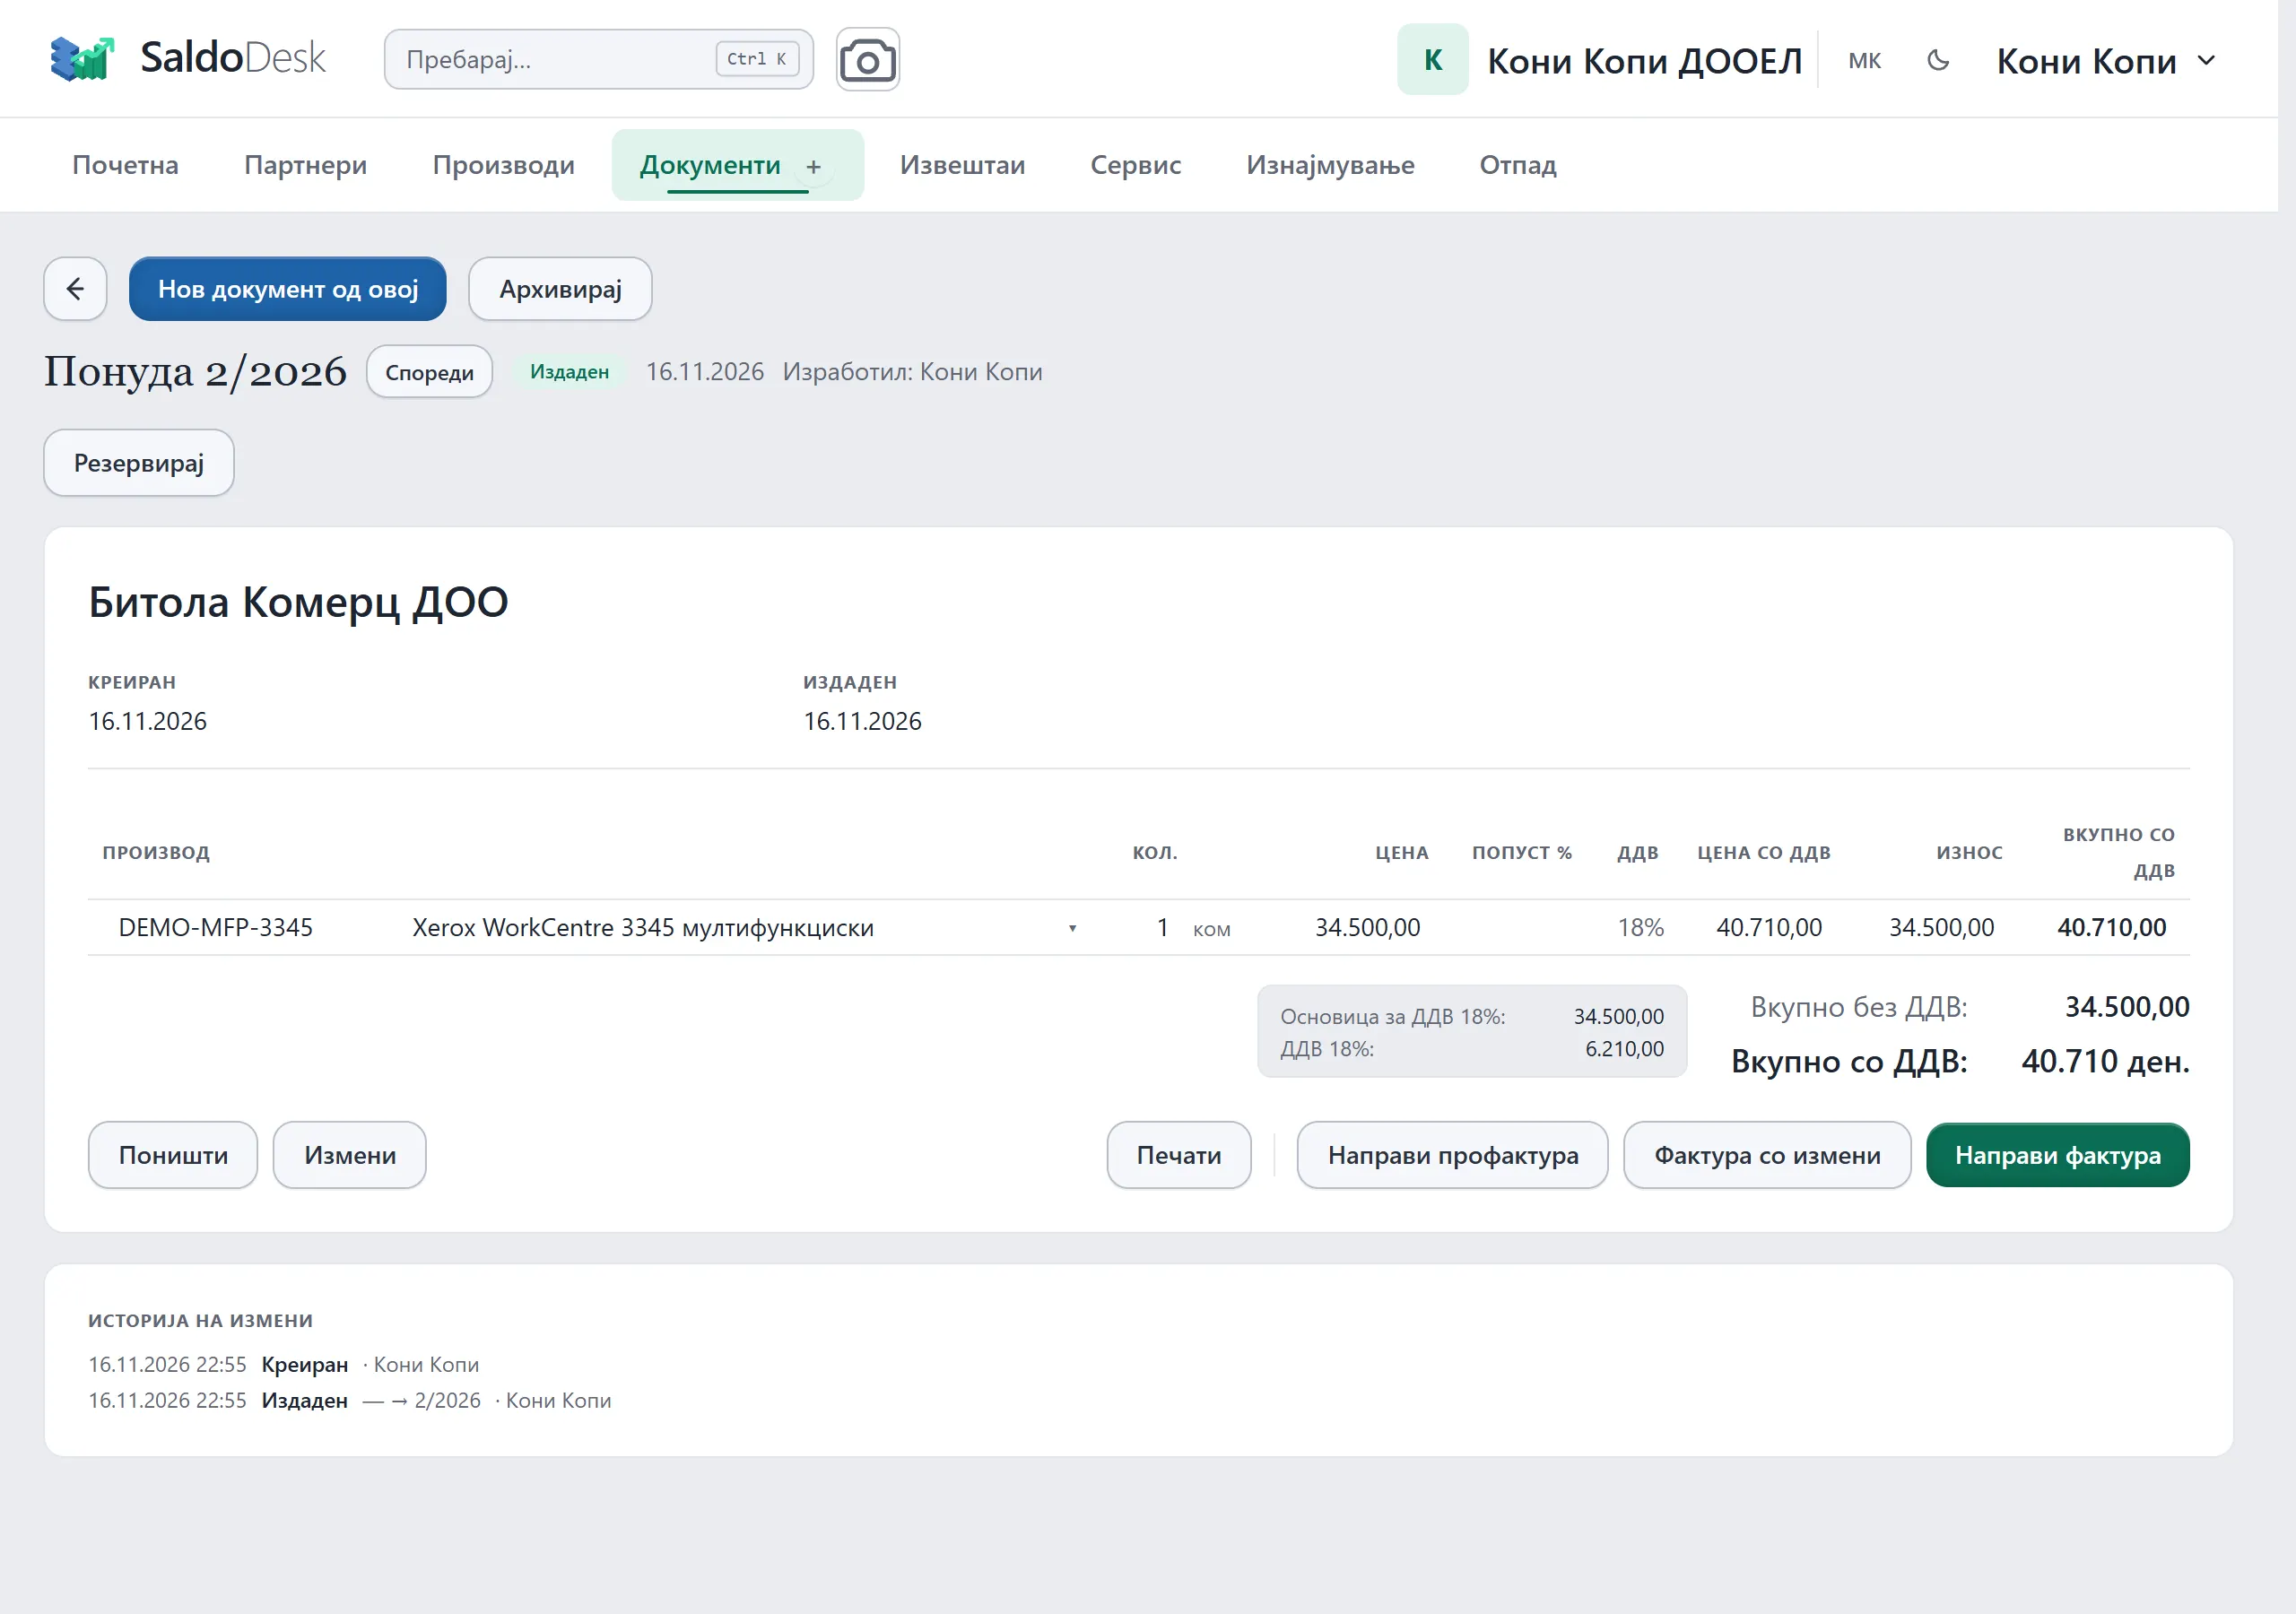 SaldoDesk
Пребарај...
Ctrl K
К
Кони Копи ДООЕЛ
МК
Кони Копи
Почетна
Партнери
Производи
Документи +
Извештаи
Сервис
Изнајмување
Отпад
Нов документ од овој
Архивирај
Понуда 2/2026
Спореди
Издаден
16.11.2026
Изработил: Кони Копи
Резервирај
Битола Комерц ДОО
КРЕИРАН
16.11.2026
ИЗДАДЕН
16.11.2026
ПРОИЗВОД КОЛ. ЦЕНА ПОПУСТ % ДДВ ЦЕНА СО ДДВ ИЗНОС ВКУПНО СО ДДВ
DEMO-MFP-3345 Xerox WorkCentre 3345 мултифункциски 1 ком 34.500,00 18% 40.710,00 34.500,00 40.710,00
Основица за ДДВ 18%: 34.500,00
ДДВ 18%: 6.210,00
Вкупно без ДДВ: 34.500,00
Вкупно со ДДВ: 40.710 ден.
Поништи
Измени
Печати
Направи профактура
Фактура со измени
Направи фактура
ИСТОРИЈА НА ИЗМЕНИ
16.11.2026 22:55 Креиран · Кони Копи
16.11.2026 22:55 Издаден — → 2/2026 · Кони Копи